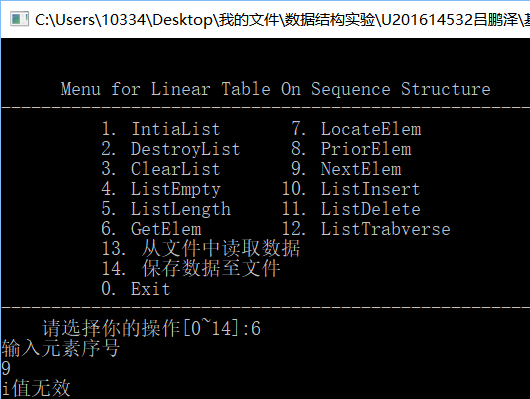 C:\Users\10334\Desktop\我的文件\数据结构实验\U201614532吕鹏泽\
Menu for Linear Table On Sequence Structure
1. IntiaList 7. LocateElem
2. DestroyList 8. PriorElem
3. ClearList 9. NextElem
4. ListEmpty 10. ListInsert
5. ListLength 11. ListDelete
6. GetElem 12. ListTrabverse
13. 从文件中读取数据
14. 保存数据至文件
0. Exit
请选择你的操作[0~14]:6
输入元素序号
9
i值无效